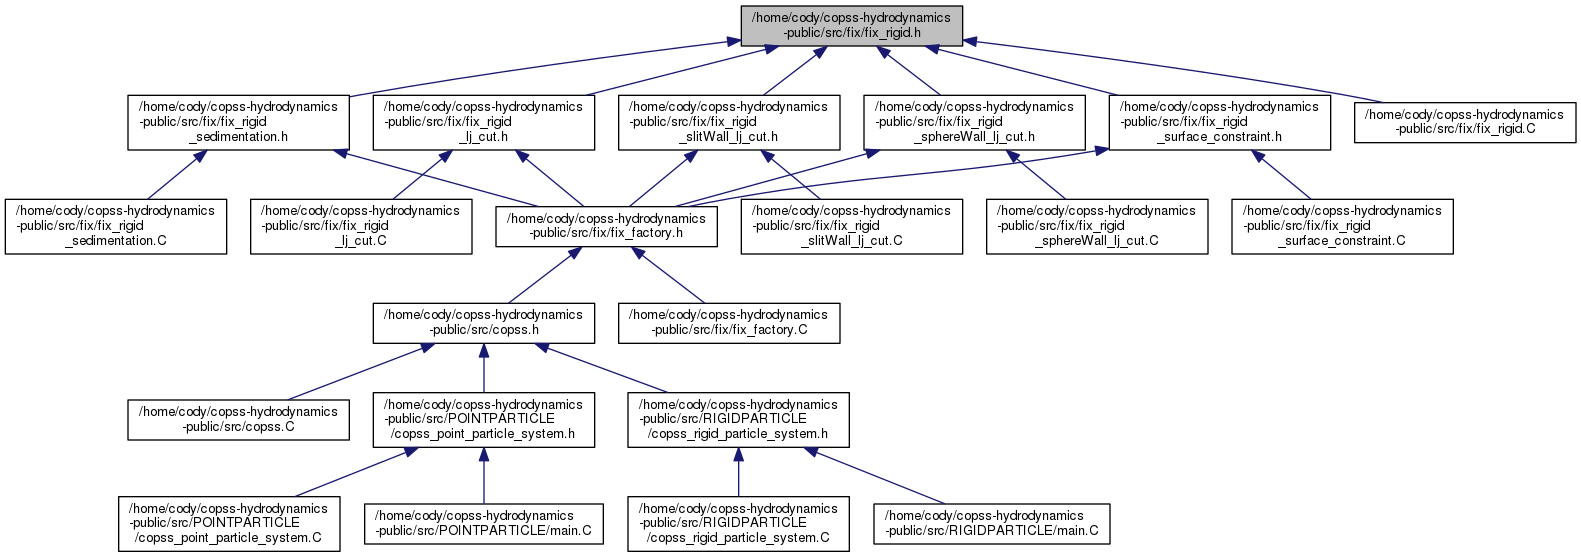 /home/cody/copss-hydrodynamics
-public/src/fix/fix_rigid.h
/home/cody/copss-hydrodynamics
-public/src/fix/fix_rigid
_sedimentation.h
/home/cody/copss-hydrodynamics
-public/src/fix/fix_rigid
_lj_cut.h
/home/cody/copss-hydrodynamics
-public/src/fix/fix_rigid
_slitWall_lj_cut.h
/home/cody/copss-hydrodynamics
-public/src/fix/fix_rigid
_sphereWall_lj_cut.h
/home/cody/copss-hydrodynamics
-public/src/fix/fix_rigid
_surface_constraint.h
/home/cody/copss-hydrodynamics
-public/src/fix/fix_rigid.C
/home/cody/copss-hydrodynamics
-public/src/fix/fix_rigid
_sedimentation.C
/home/cody/copss-hydrodynamics
-public/src/fix/fix_rigid
_lj_cut.C
/home/cody/copss-hydrodynamics
-public/src/fix/fix_factory.h
/home/cody/copss-hydrodynamics
-public/src/fix/fix_rigid
_slitWall_lj_cut.C
/home/cody/copss-hydrodynamics
-public/src/fix/fix_rigid
_sphereWall_lj_cut.C
/home/cody/copss-hydrodynamics
-public/src/fix/fix_rigid
_surface_constraint.C
/home/cody/copss-hydrodynamics
-public/src/copss.h
/home/cody/copss-hydrodynamics
-public/src/fix/fix_factory.C
/home/cody/copss-hydrodynamics
-public/src/copss.C
/home/cody/copss-hydrodynamics
-public/src/POINTPARTICLE
/copss_point_particle_system.h
/home/cody/copss-hydrodynamics
-public/src/RIGIDPARTICLE
/copss_rigid_particle_system.h
/home/cody/copss-hydrodynamics
-public/src/POINTPARTICLE
/copss_point_particle_system.C
/home/cody/copss-hydrodynamics
-public/src/POINTPARTICLE/main.C
/home/cody/copss-hydrodynamics
-public/src/RIGIDPARTICLE
/copss_rigid_particle_system.C
/home/cody/copss-hydrodynamics
-public/src/RIGIDPARTICLE/main.C